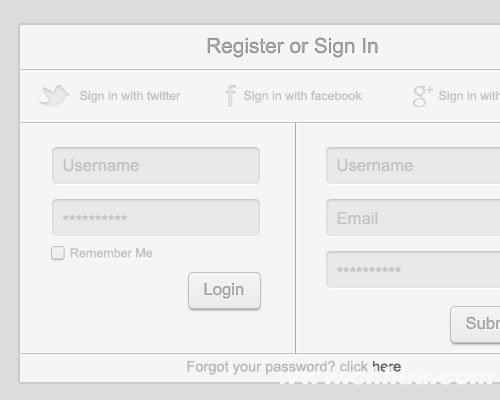 Register or Sign In
Sign in with twitter
Sign in with facebook
Sign in with
Username
**********
Remember Me
Login
Username
Email
**********
Forgot your password? click here